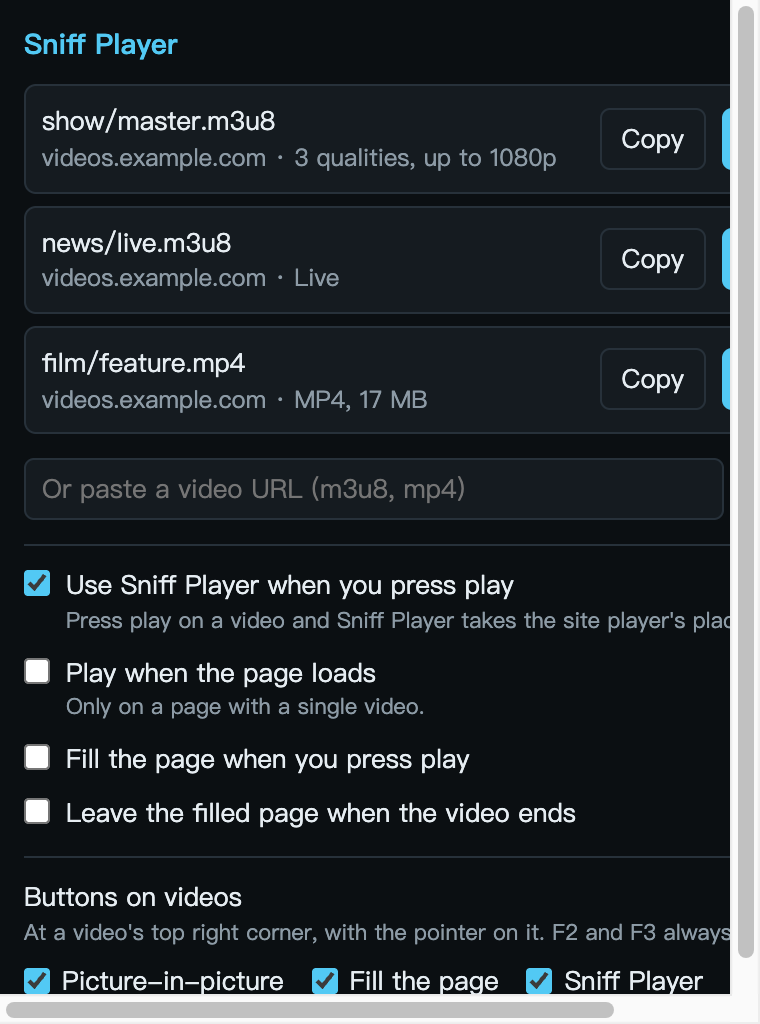 Sniff Player
show/master.m3u8
videos.example.com · 3 qualities, up to 1080p
Copy
news/live.m3u8
videos.example.com · Live
Copy
film/feature.mp4
videos.example.com · MP4, 17 MB
Copy
Or paste a video URL (m3u8, mp4)
Use Sniff Player when you press play
Press play on a video and Sniff Player takes the site player's plac
Play when the page loads
Only on a page with a single video.
Fill the page when you press play
Leave the filled page when the video ends
Buttons on videos
At a video's top right corner, with the pointer on it. F2 and F3 always
Picture-in-picture Fill the page Sniff Player